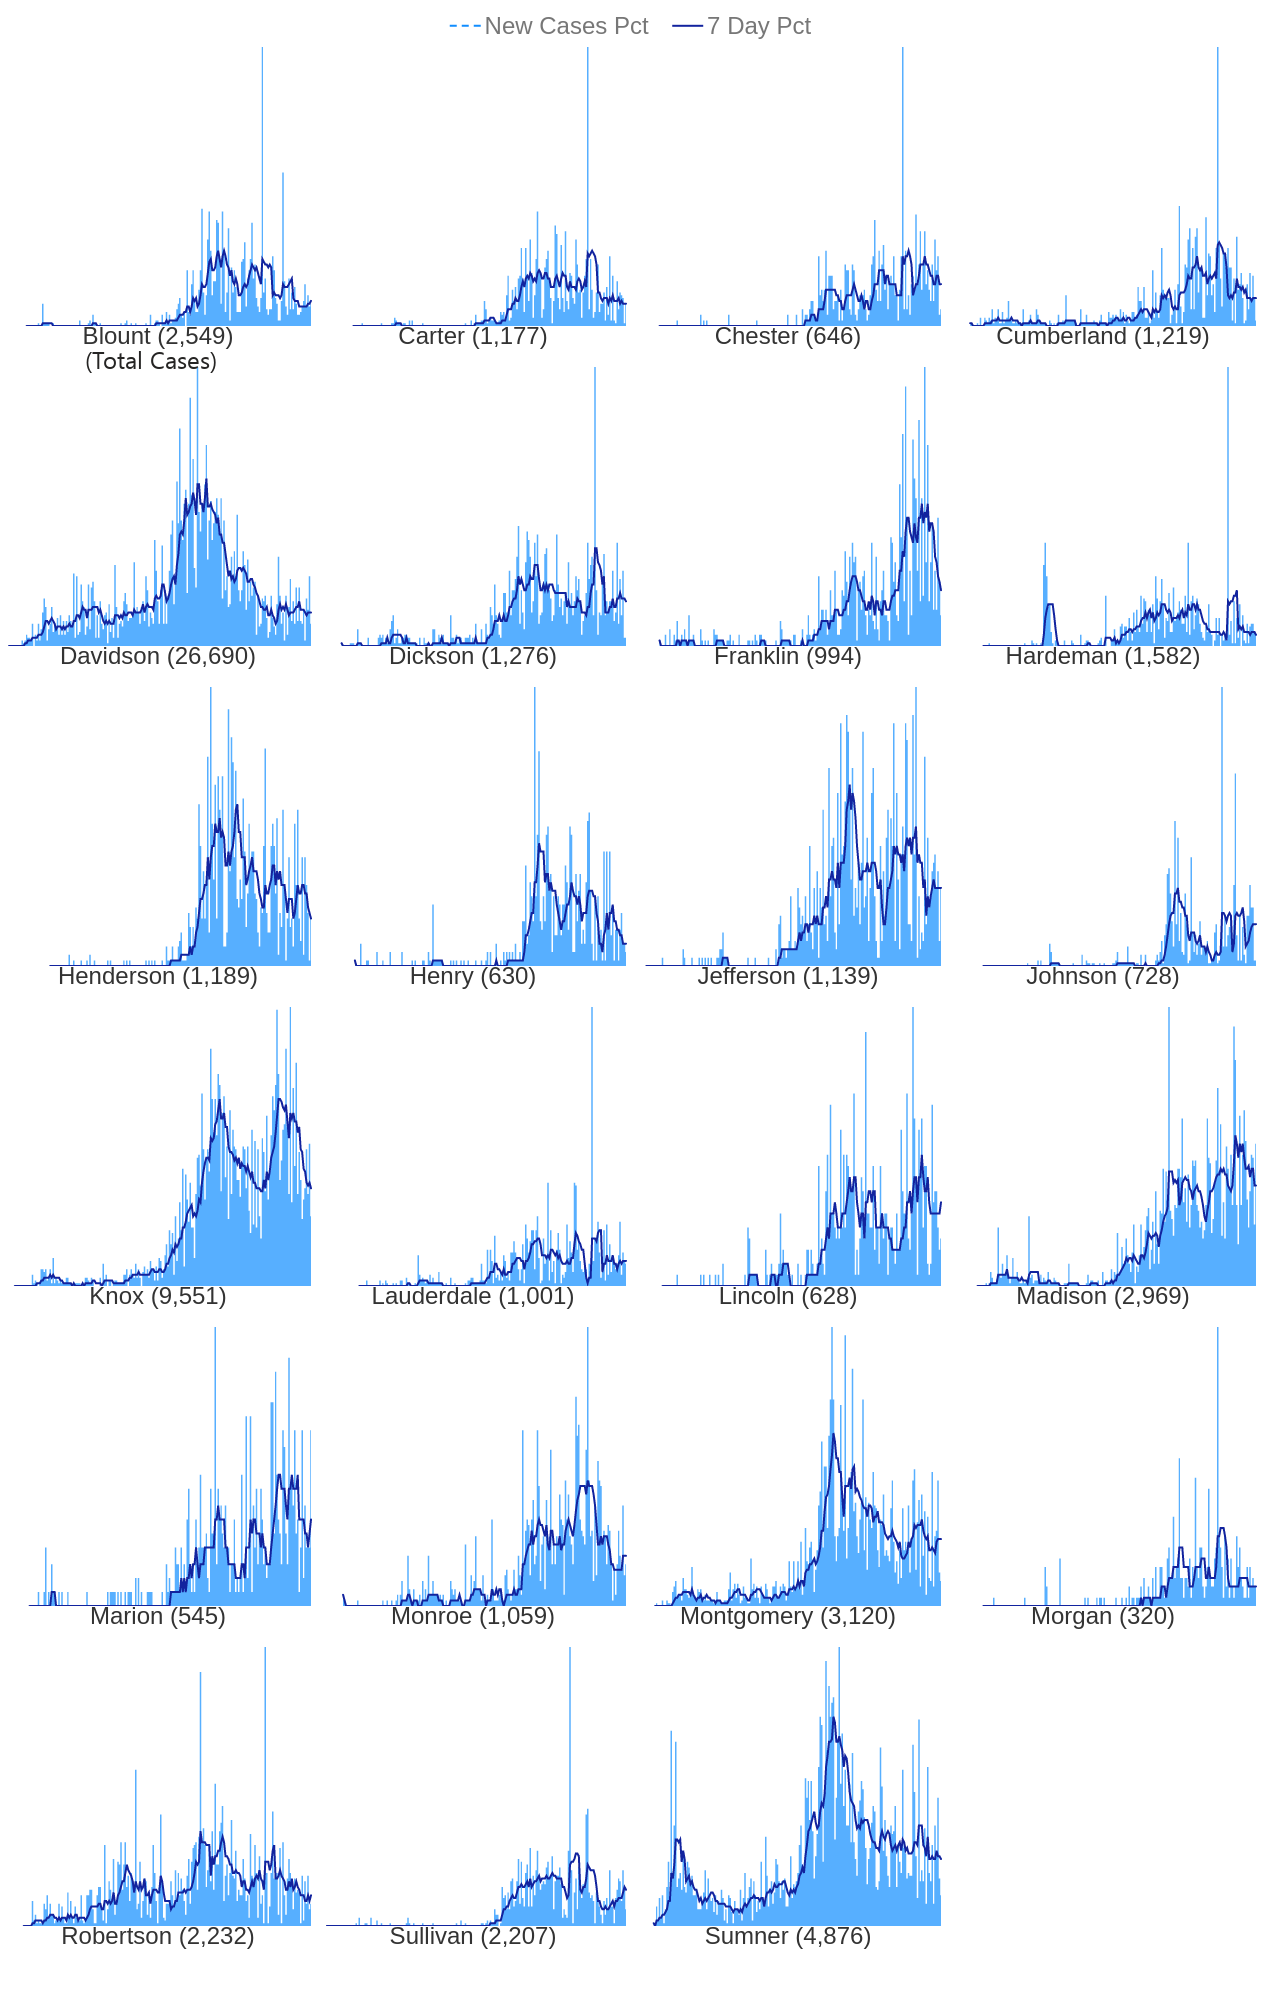 New Cases Pct 7 Day Pct
Blount (2,549) Carter (1,177) Chester (646) Cumberland (1,219)
(Total Cases)
Davidson (26,690) Dickson (1,276) Franklin (994) Hardeman (1,582)
Henderson (1,189) Henry (630) Jefferson (1,139) Johnson (728)
Knox (9,551) Lauderdale (1,001) Lincoln (628) Madison (2,969)
Marion (545) Monroe (1,059) Montgomery (3,120) Morgan (320)
Robertson (2,232) Sullivan (2,207) Sumner (4,876)